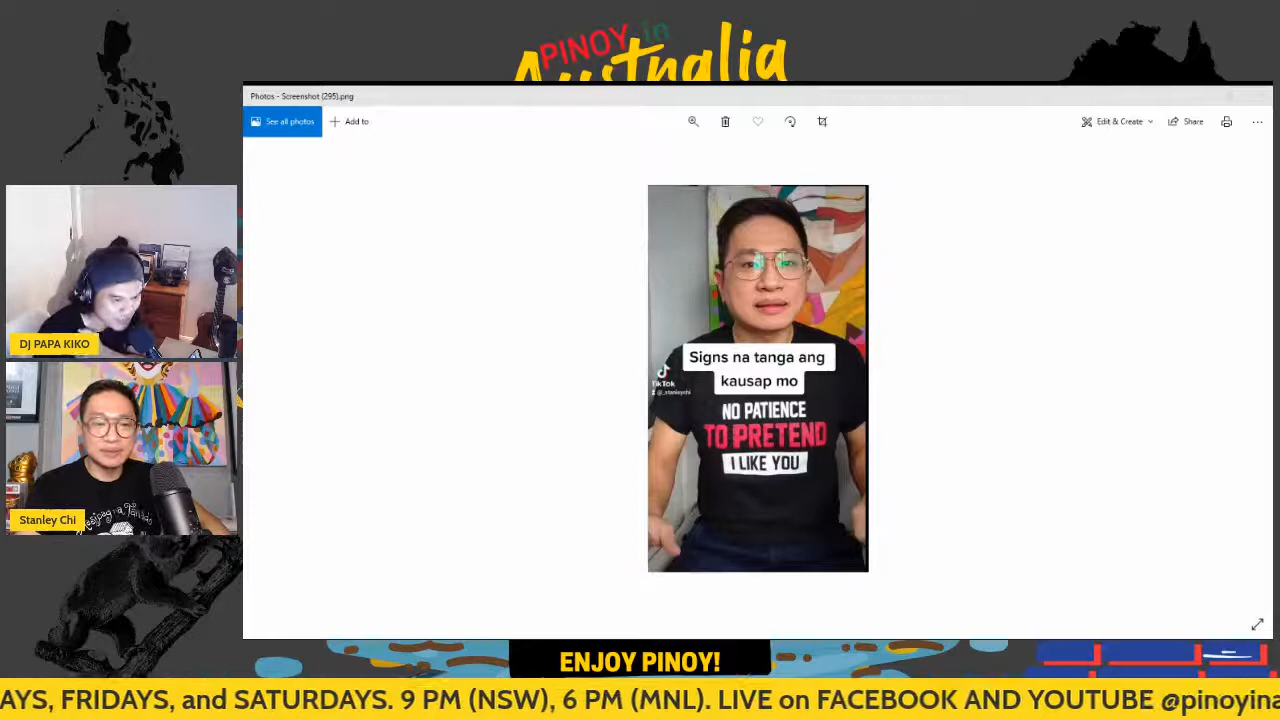 PINOY in
Australia
Photos - Screenshot (295).png
See all photos
Add to
Edit & Create
Share
DJ PAPA KIKO
Stanley Chi
Signs na tanga ang
kausap mo
TikTok
@_stanleychi
NO PATIENCE
TO PRETEND
I LIKE YOU
ENJOY PINOY!
AYS, FRIDAYS, and SATURDAYS. 9 PM (NSW), 6 PM (MNL). LIVE on FACEBOOK AND YOUTUBE @pinoyina